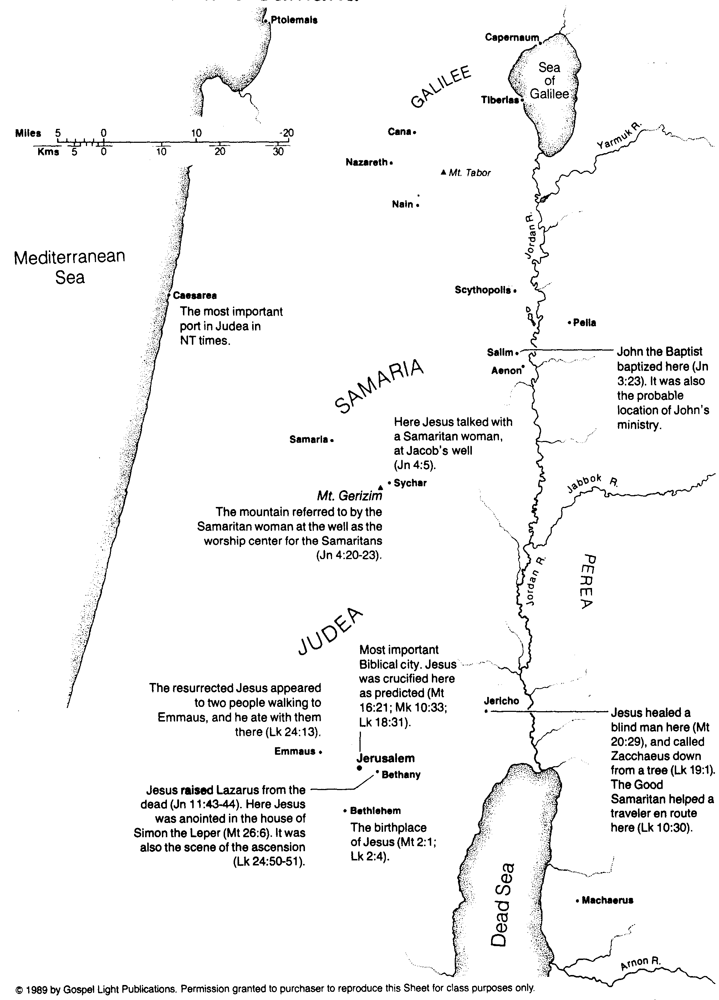 Ptolemais
Capernaum
Sea
of
Galilee
GALILEE
Tiberias
Miles 5 0 10 -20
Kms 5 0 10 20 30
Cana
Yarmuk R.
Nazareth
Mt. Tabor
Nain
Jordan R.
Mediterranean
Sea
Scythopolis
Caesarea
The most important
port in Judea in
NT times.
Pella
Salim
John the Baptist
baptized here (Jn
3:23). It was also
the probable
location of John's
ministry.
Aenon
SAMARIA
Here Jesus talked with
a Samaritan woman,
at Jacob's well
(Jn 4:5).
Samaria
Sychar
Jabbok R.
Mt. Gerizim
The mountain referred to by the
Samaritan woman at the well as the
worship center for the Samaritans
(Jn 4:20-23).
Jordan R.
PEREA
JUDEA
Most important
Biblical city. Jesus
was crucified here
as predicted (Mt
16:21; Mk 10:33;
Lk 18:31).
The resurrected Jesus appeared
to two people walking to
Emmaus, and he ate with them
there (Lk 24:13).
Jericho
Jesus healed a
blind man here (Mt
20:29), and called
Zacchaeus down
from a tree (Lk 19:1).
The Good
Samaritan helped a
traveler en route
here (Lk 10:30).
Emmaus
Jerusalem
Bethany
Jesus raised Lazarus from the
dead (Jn 11:43-44). Here Jesus
was anointed in the house of
Simon the Leper (Mt 26:6). It was
also the scene of the ascension
(Lk 24:50-51).
Bethlehem
The birthplace
of Jesus (Mt 2:1;
Lk 2:4).
Dead Sea
Machaerus
Arnon R.
© 1989 by Gospel Light Publications. Permission granted to purchaser to reproduce this Sheet for class purposes only.